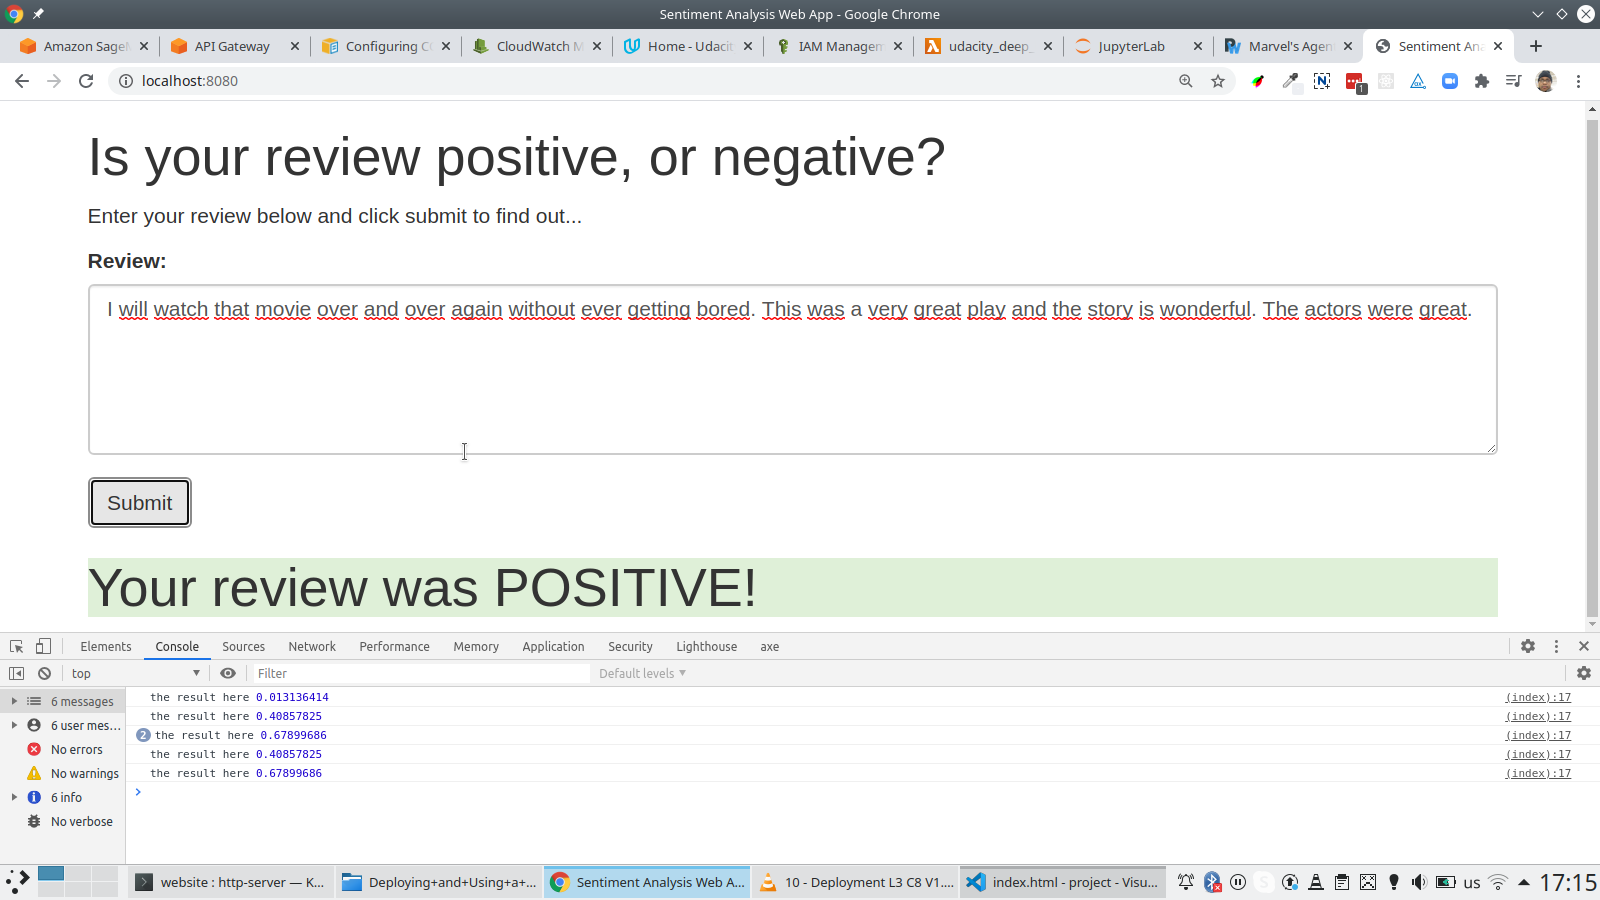 Sentiment Analysis Web App - Google Chrome
Amazon SageM
API Gateway
Configuring C
CloudWatch M
Home - Udaci
IAM Managem
udacity_deep_
JupyterLab
Marvel's Agen
Sentiment An
localhost:8080
1
Is your review positive, or negative?
Enter your review below and click submit to find out...
Review:
I will watch that movie over and over again without ever getting bored. This was a very great play and the story is wonderful. The actors were great.
Submit
Your review was POSITIVE!
Elements Console Sources Network Performance Memory Application Security Lighthouse axe
top Filter Default levels
6 messages
6 user mes...
No errors
No warnings
6 info
No verbose
the result here 0.013136414 (index):17
the result here 0.40857825 (index):17
2 the result here 0.67899686 (index):17
the result here 0.40857825 (index):17
the result here 0.67899686 (index):17
website : http-server — K...
Deploying+and+Using+a+...
Sentiment Analysis Web A...
10 - Deployment L3 C8 V1....
index.html - project - Visu...
us
17:15